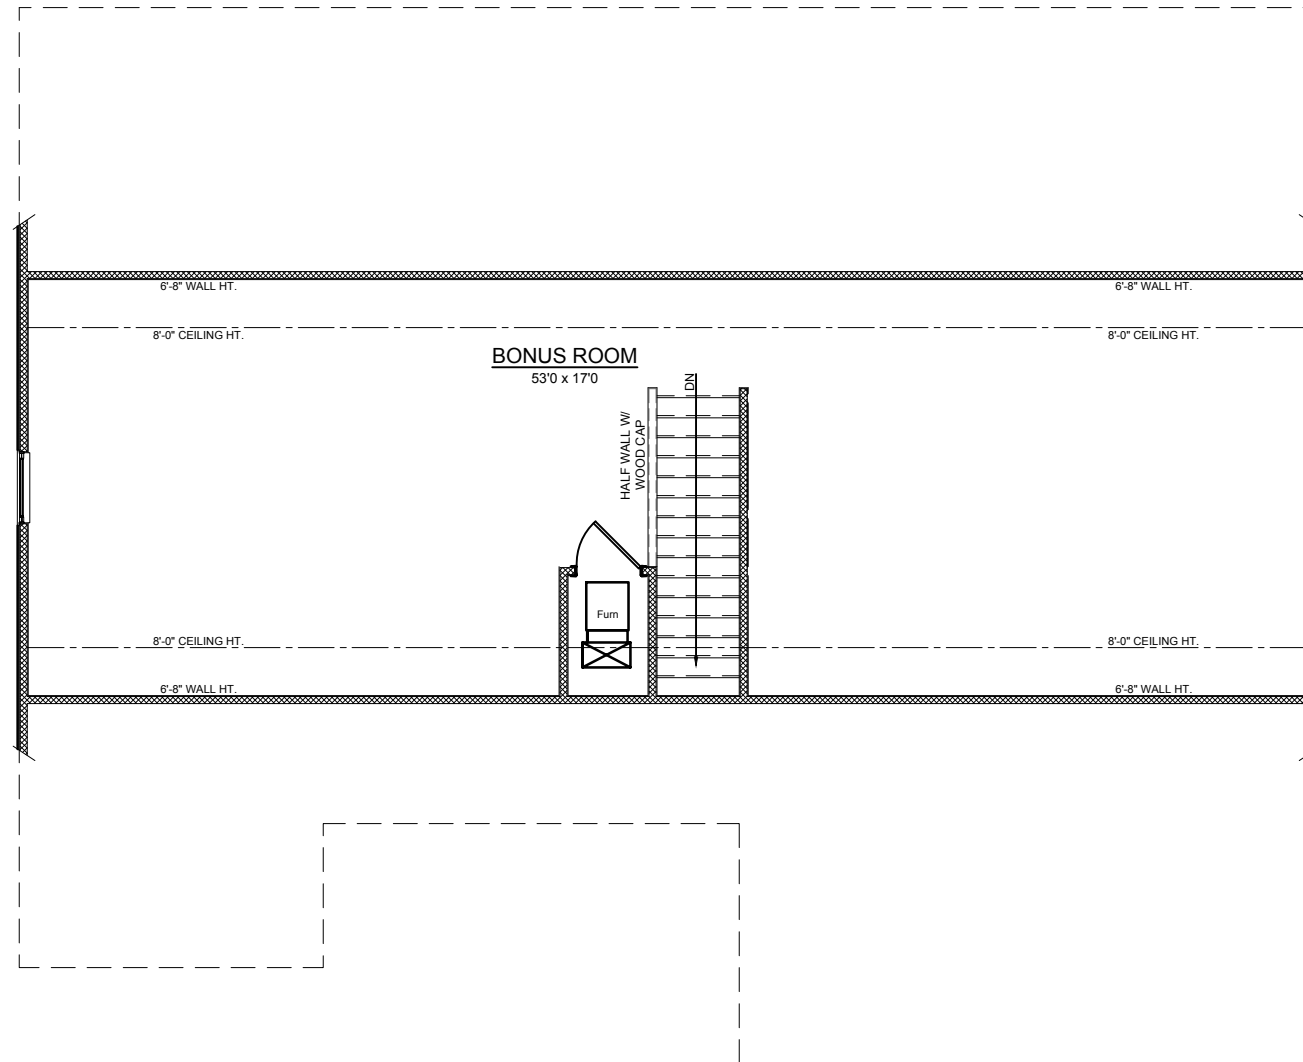 6'-8" WALL HT.
6'-8" WALL HT.
8'-0" CEILING HT.
8'-0" CEILING HT.
BONUS ROOM
53'0 x 17'0
DN
HALF WALL W/
WOOD CAP
Furn
8'-0" CEILING HT.
8'-0" CEILING HT.
6'-8" WALL HT.
6'-8" WALL HT.